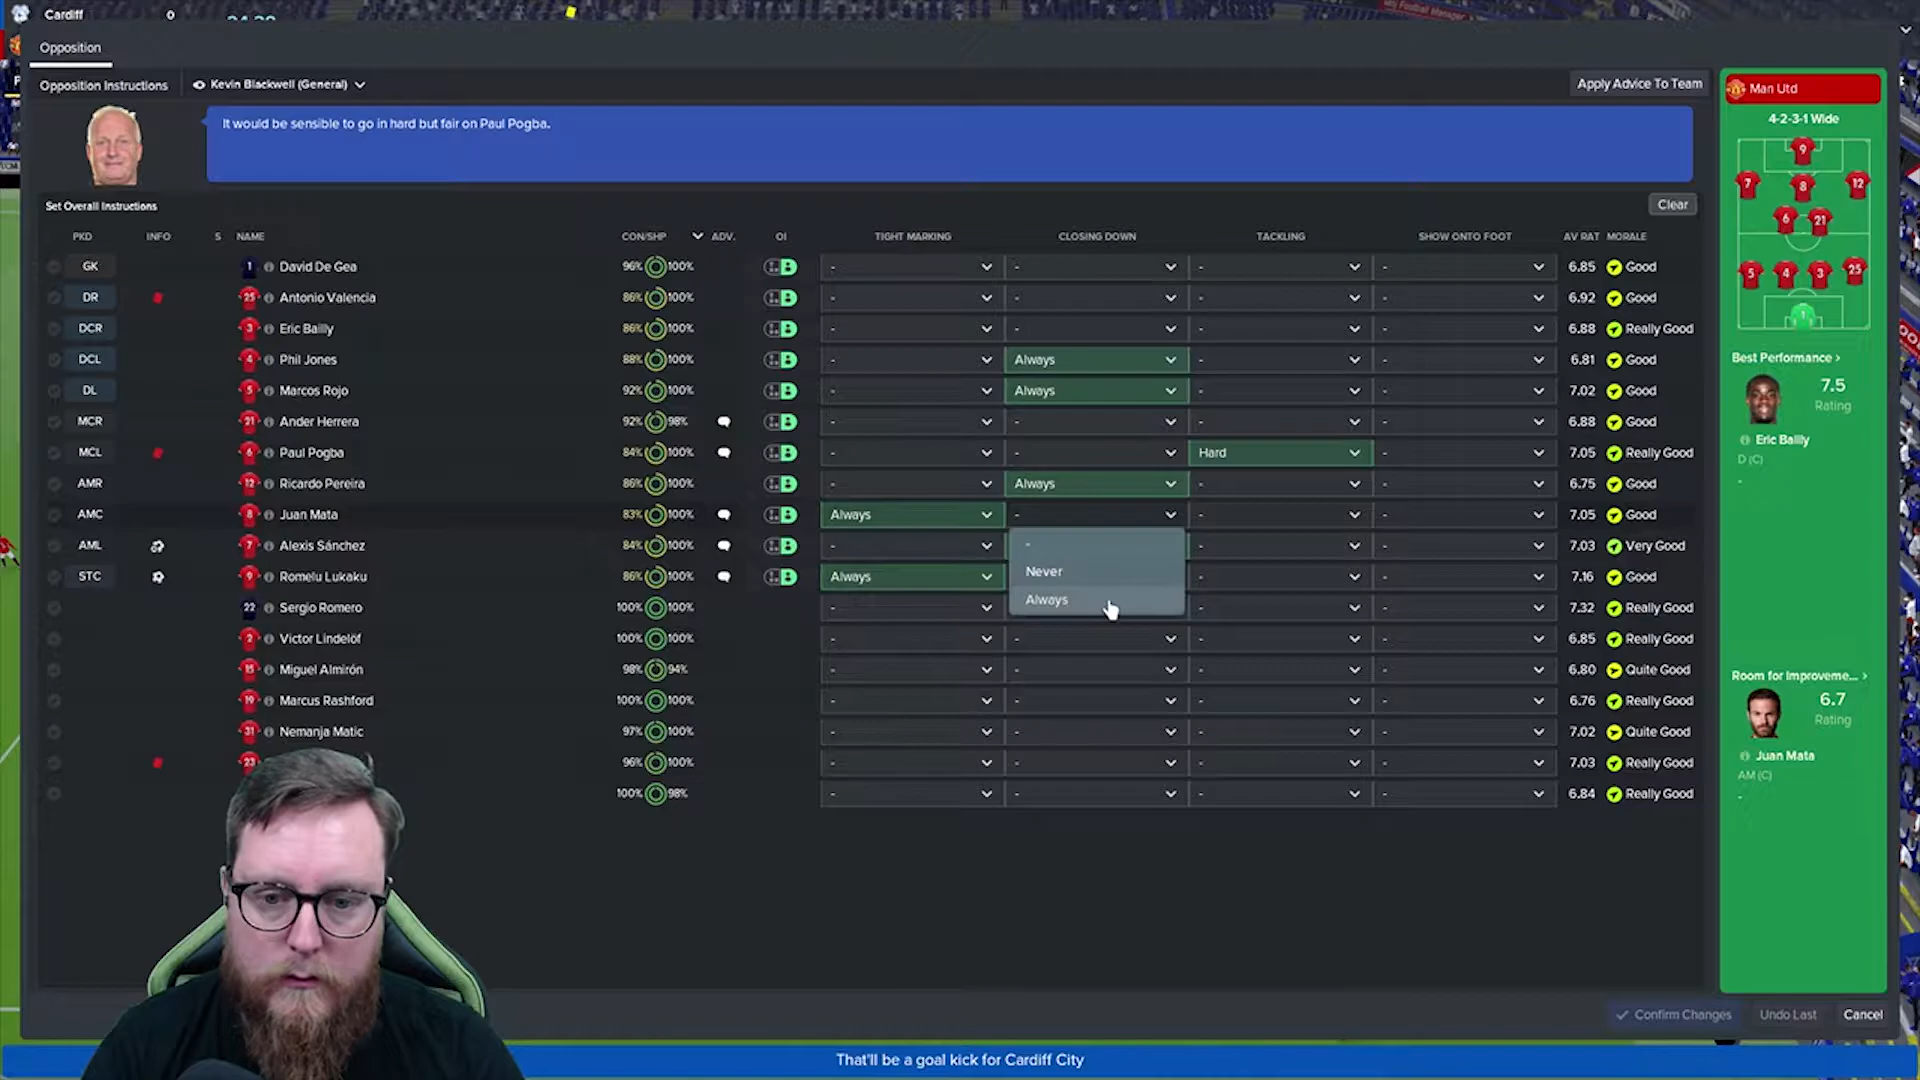 Cardiff 0
Opposition
Opposition Instructions Kevin Blackwell (General) Apply Advice To Team
It would be sensible to go in hard but fair on Paul Pogba.
Set Overall Instructions Clear
PKD INFO S NAME CON/SHP ADV. OI TIGHT MARKING CLOSING DOWN TACKLING SHOW ONTO FOOT AV RAT MORALE
GK 1 David De Gea 96% 100% - - - - 6.85 Good
DR 25 Antonio Valencia 86% 100% - - - - 6.92 Good
DCR 3 Eric Bailly 86% 100% - - - - 6.88 Really Good
DCL 4 Phil Jones 88% 100% - Always - - 6.81 Good
DL 5 Marcos Rojo 92% 100% - Always - - 7.02 Good
MCR 21 Ander Herrera 92% 98% - - - - 6.88 Good
MCL 6 Paul Pogba 84% 100% - - Hard - 7.05 Really Good
AMR 12 Ricardo Pereira 86% 100% - Always - - 6.75 Good
AMC 8 Juan Mata 83% 100% Always - - - 7.05 Good
AML 7 Alexis Sánchez 84% 100% - - - 7.03 Very Good
STC 9 Romelu Lukaku 86% 100% Always - - 7.16 Good
-
Never
Always
22 Sergio Romero 100% 100% - - - 7.32 Really Good
2 Victor Lindelöf 100% 100% - - - - 6.85 Really Good
15 Miguel Almirón 98% 94% - - - - 6.80 Quite Good
19 Marcus Rashford 100% 100% - - - - 6.76 Really Good
31 Nemanja Matic 97% 100% - - - - 7.02 Quite Good
23 96% 100% - - - - 7.03 Really Good
100% 98% - - - - 6.84 Really Good
Man Utd
4-2-3-1 Wide
9
7 8 12
6 21
5 4 3 25
1
Best Performance >
7.5
Rating
Eric Bailly
D (C)
-
Room for Improveme... >
6.7
Rating
Juan Mata
AM (C)
-
Confirm Changes Undo Last Cancel
That'll be a goal kick for Cardiff City